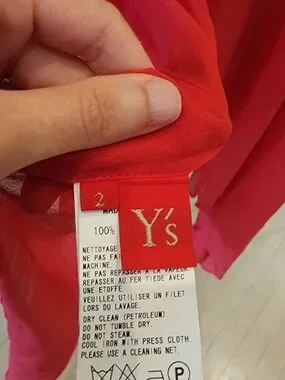 2
Y's
MAD
100%
NETTOYAGE
NE PAS FA
MACHINE.
NE PAS REPASSER A LA VAPEUR
REPASSER AU FER TIEDE AVEC
UNE ETOFFE.
VEUILLEZ UTILISER UN FILET
LORS DU LAVAGE.
DRY CLEAN (PETROLEUM).
DO NOT TUMBLE DRY.
DO NOT STEAM.
COOL IRON WITH PRESS CLOTH.
PLEASE USE A CLEANING NET.